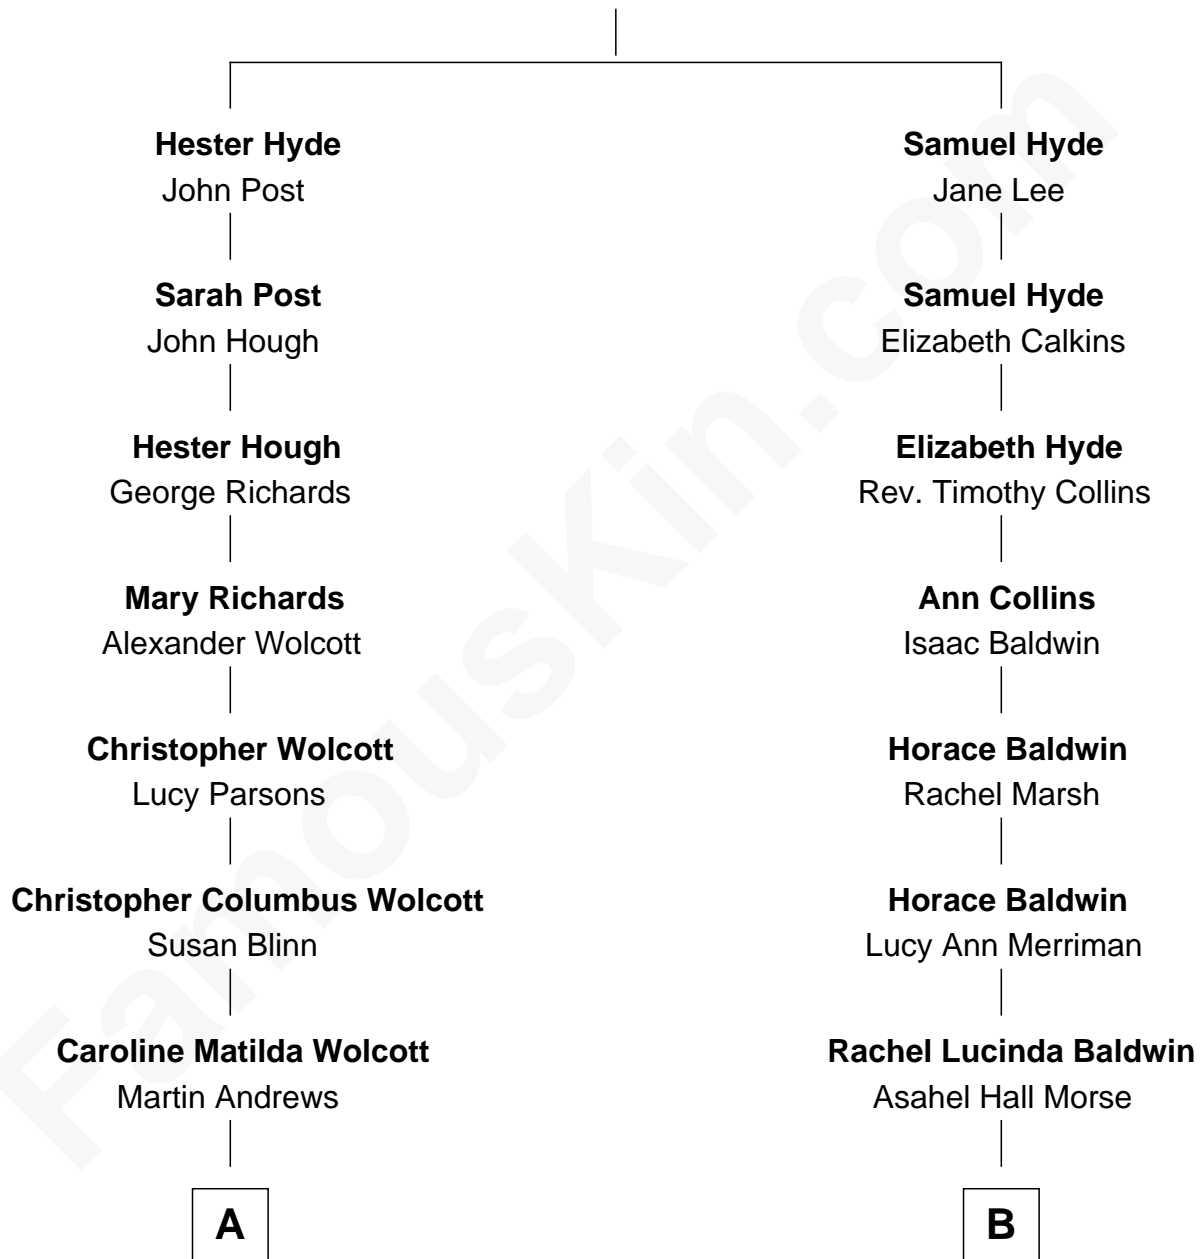 Hester Hyde
John Post
Sarah Post
John Hough
Hester Hough
George Richards
Mary Richards
Alexander Wolcott
Christopher Wolcott
Lucy Parsons
Christopher Columbus Wolcott
Susan Blinn
Caroline Matilda Wolcott
Martin Andrews
A
Samuel Hyde
Jane Lee
Samuel Hyde
Elizabeth Calkins
Elizabeth Hyde
Rev. Timothy Collins
Ann Collins
Isaac Baldwin
Horace Baldwin
Rachel Marsh
Horace Baldwin
Lucy Ann Merriman
Rachel Lucinda Baldwin
Asahel Hall Morse
B
FamousKin.com